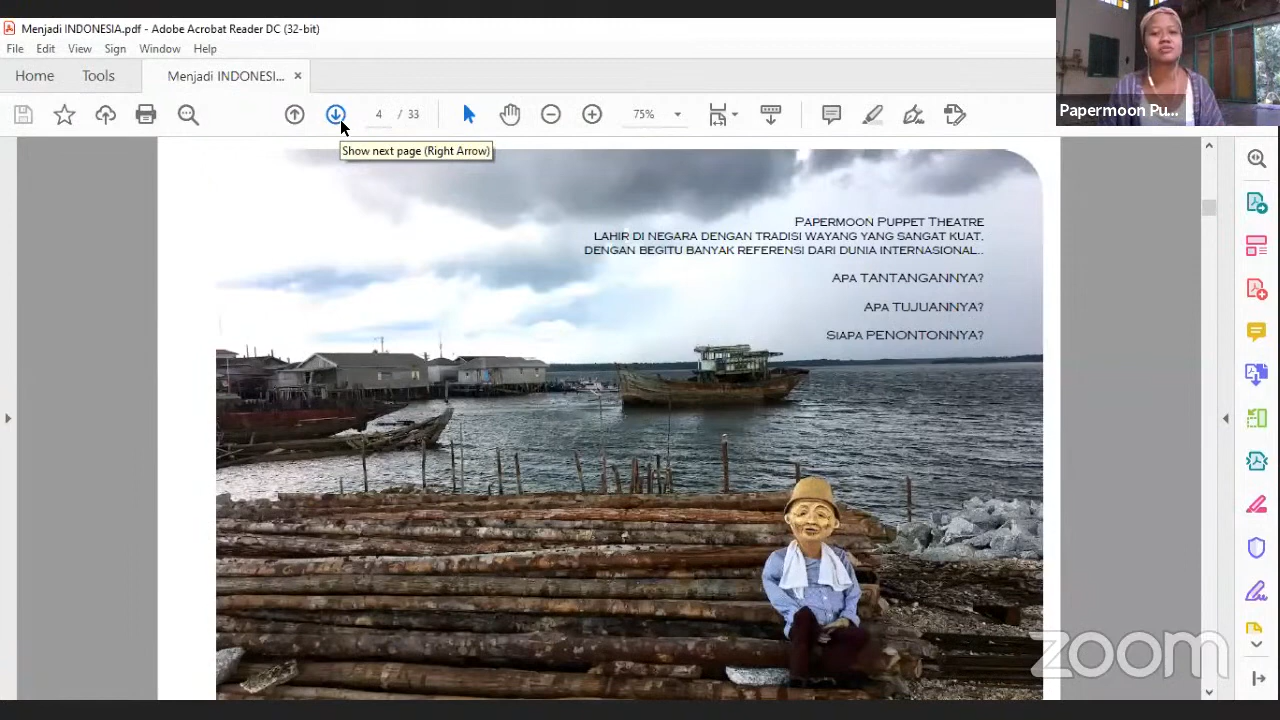 Menjadi INDONESIA.pdf - Adobe Acrobat Reader DC (32-bit)
File Edit View Sign Window Help
Home Tools Menjadi INDONESI... ×
4 / 33 75%
Show next page (Right Arrow)
Papermoon Pu...
PAPERMOON PUPPET THEATRE
LAHIR DI NEGARA DENGAN TRADISI WAYANG YANG SANGAT KUAT.
DENGAN BEGITU BANYAK REFERENSI DARI DUNIA INTERNASIONAL..
APA TANTANGANNYA?
APA TUJUANNYA?
SIAPA PENONTONNYA?
zoom